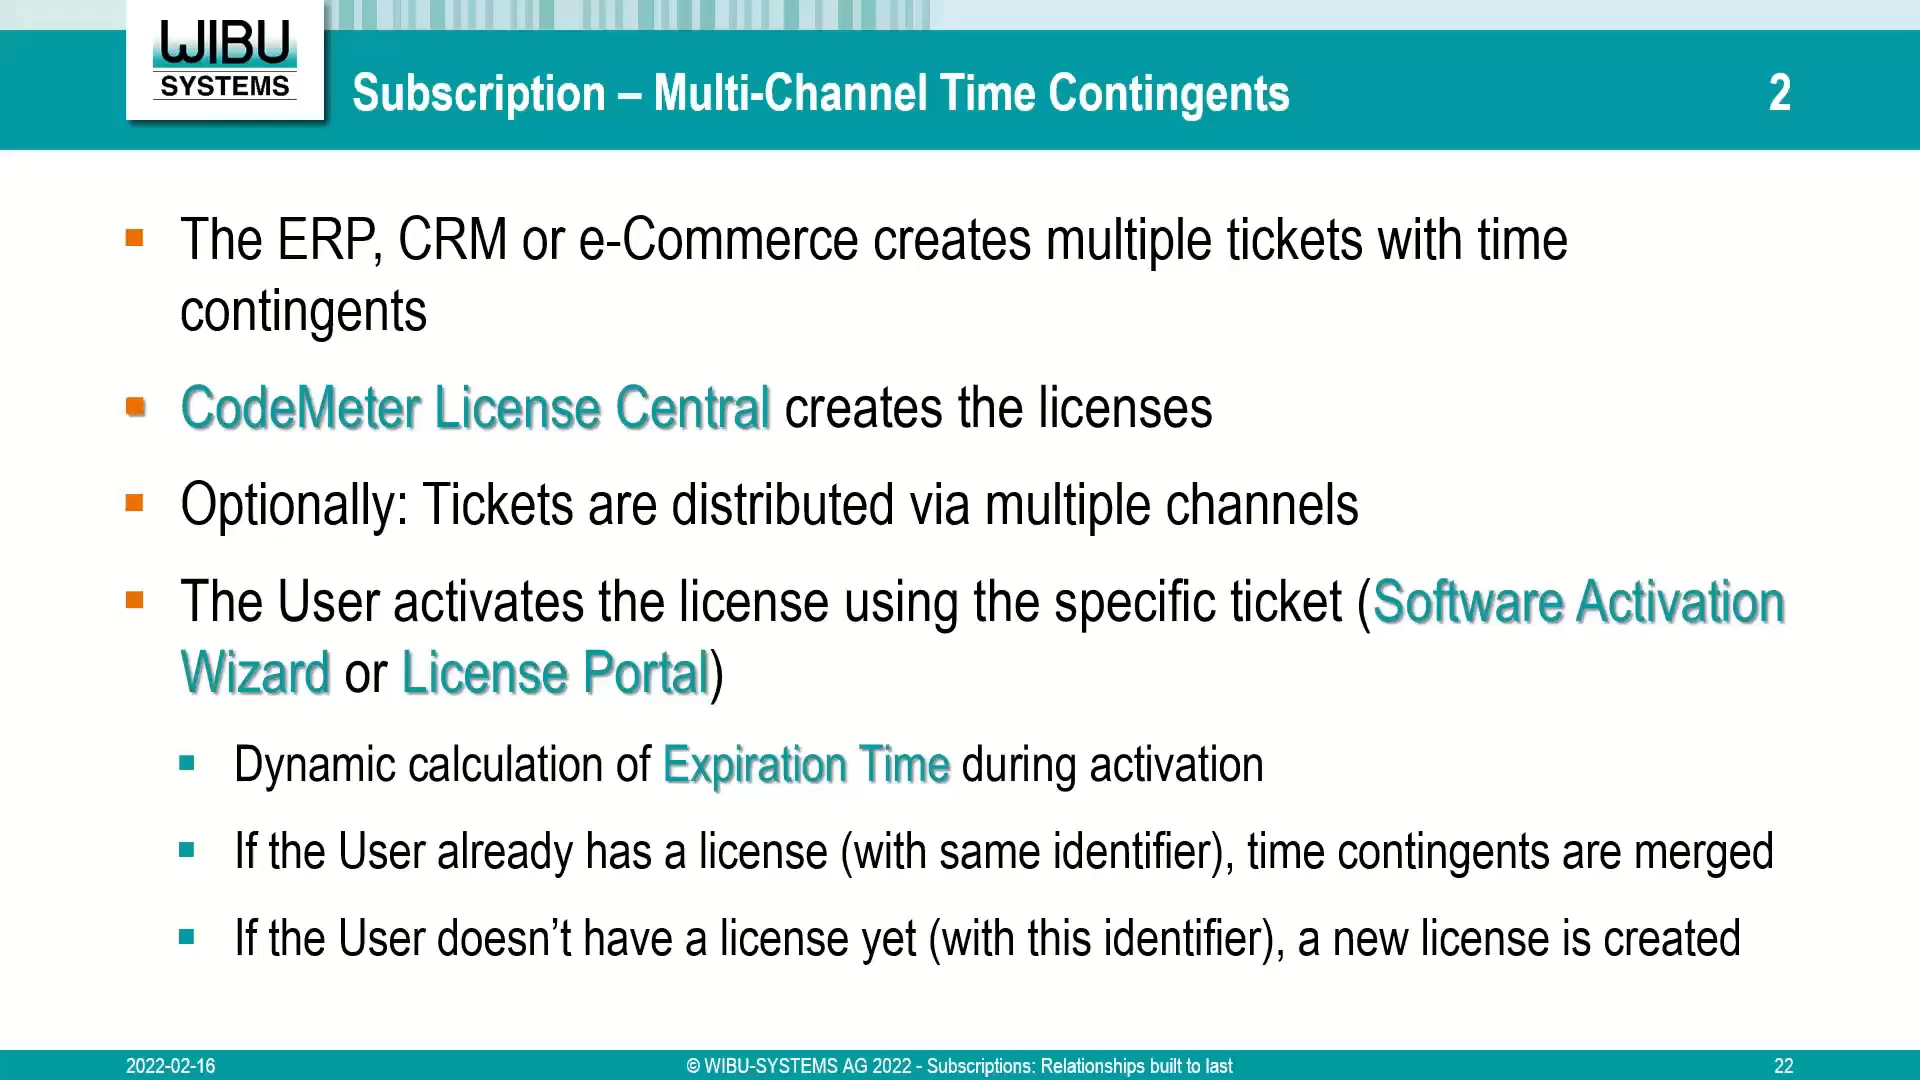 WIBU
SYSTEMS
Subscription – Multi-Channel Time Contingents
2
▪ The ERP, CRM or e-Commerce creates multiple tickets with time
contingents
▪ CodeMeter License Central creates the licenses
▪ Optionally: Tickets are distributed via multiple channels
▪ The User activates the license using the specific ticket (Software Activation
Wizard or License Portal)
▪ Dynamic calculation of Expiration Time during activation
▪ If the User already has a license (with same identifier), time contingents are merged
▪ If the User doesn’t have a license yet (with this identifier), a new license is created
2022-02-16
© WIBU-SYSTEMS AG 2022 - Subscriptions: Relationships built to last
22